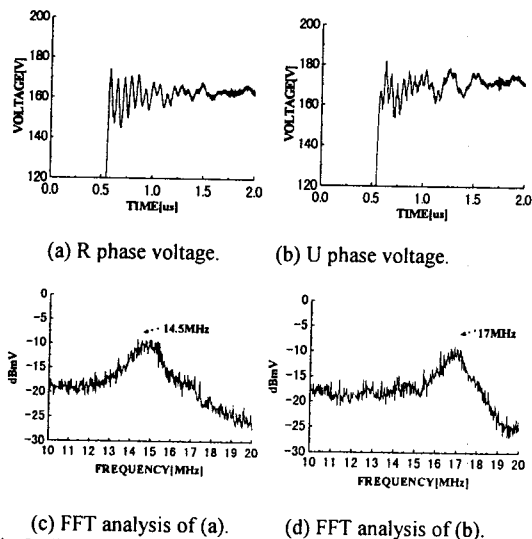 200
180
160
140
120
VOLTAGE[V]
0.0 0.5 1.0 1.5 2.0
TIME[us]
(a) R phase voltage.
200
180
160
140
120
VOLTAGE[V]
0.0 0.5 1.0 1.5 2.0
TIME[us]
(b) U phase voltage.
0
-5
-10
-15
-20
-25
-30
dBmV
14.5MHz
10 11 12 13 14 15 16 17 18 19 20
FREQUENCY[MHz]
(c) FFT analysis of (a).
0
-5
-10
-15
-20
-25
-30
dBmV
17MHz
10 11 12 13 14 15 16 17 18 19 20
FREQUENCY[MHz]
(d) FFT analysis of (b).